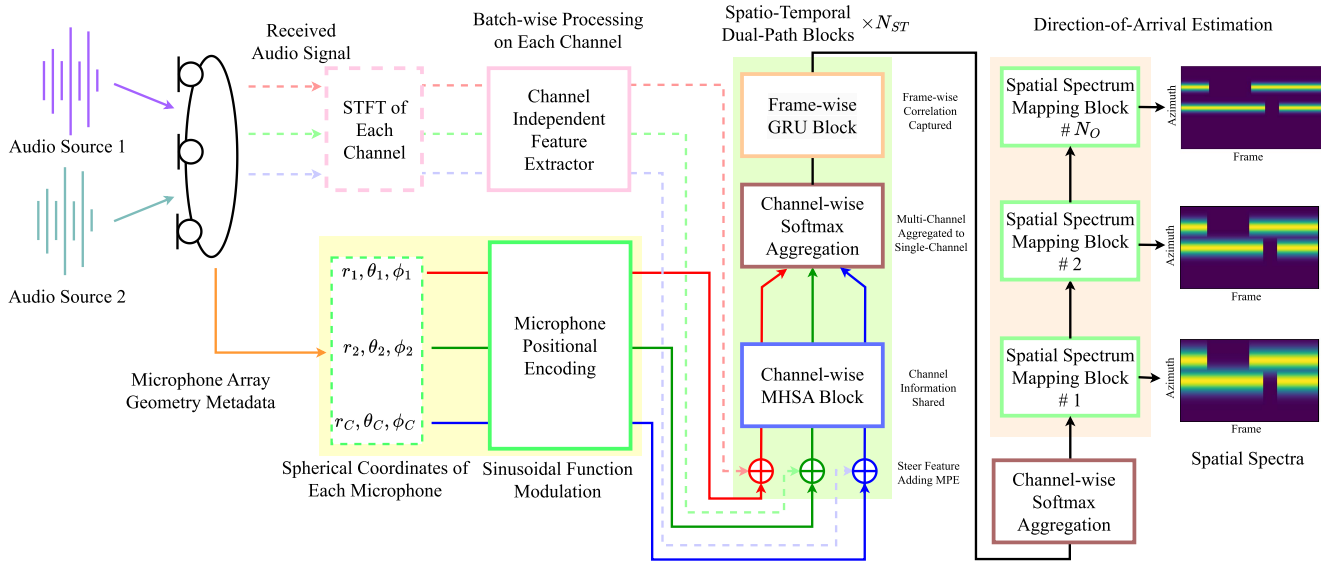 Audio Source 1
Audio Source 2
Received
Audio Signal
Microphone Array
Geometry Metadata
STFT of
Each
Channel
Batch-wise Processing
on Each Channel
Channel
Independent
Feature
Extractor
r_1, θ_1, ϕ_1
r_2, θ_2, ϕ_2
r_C, θ_C, ϕ_C
Spherical Coordinates of
Each Microphone
Microphone
Positional
Encoding
Sinusoidal Function
Modulation
Spatio-Temporal
Dual-Path Blocks
× N_{ST}
Frame-wise
GRU Block
Frame-wise
Correlation
Captured
Channel-wise
Softmax
Aggregation
Multi-Channel
Aggregated to
Single-Channel
Channel-wise
MHSA Block
Channel
Information
Shared
Steer Feature
Adding MPE
Direction-of-Arrival Estimation
Spatial Spectrum
Mapping Block
# N_O
Azimuth
Frame
Spatial Spectrum
Mapping Block
# 2
Azimuth
Frame
Spatial Spectrum
Mapping Block
# 1
Azimuth
Frame
Spatial Spectra
Channel-wise
Softmax
Aggregation